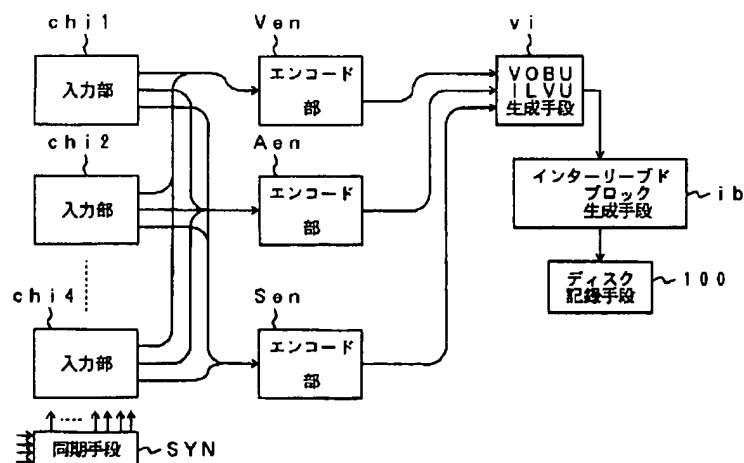 chi1
Ven
vi
入力部
エンコード
部
VOBU
ILVU
生成手段
chi2
Aen
入力部
エンコード
部
インターリーブド
ブロック
生成手段
ib
chi4
Sen
ディスク
記録手段
100
入力部
エンコード
部
同期手段
SYN